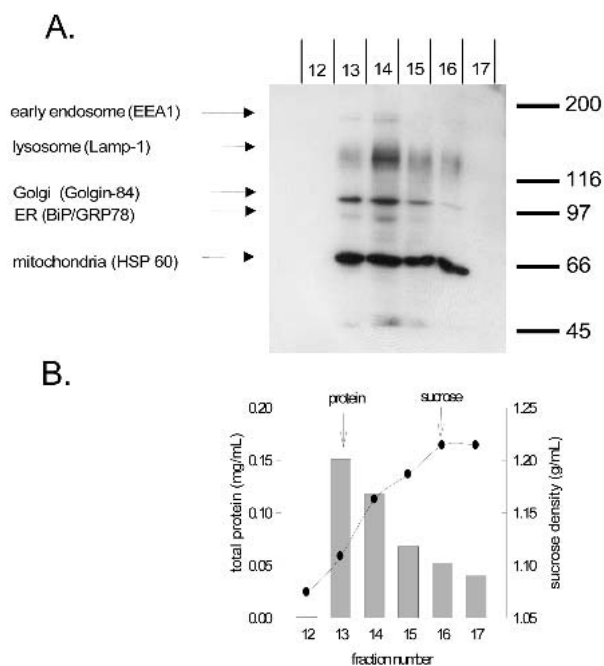 A.
12 13 14 15 16 17
early endosome (EEA1)
lysosome (Lamp-1)
Golgi (Golgin-84)
ER (BiP/GRP78)
mitochondria (HSP 60)
200
116
97
66
45
B.
protein
sucrose
total protein (mg/mL)
0.20
0.15
0.10
0.05
0.00
1.25
1.20
1.15
1.10
1.05
sucrose density (g/mL)
12 13 14 15 16 17
fraction number